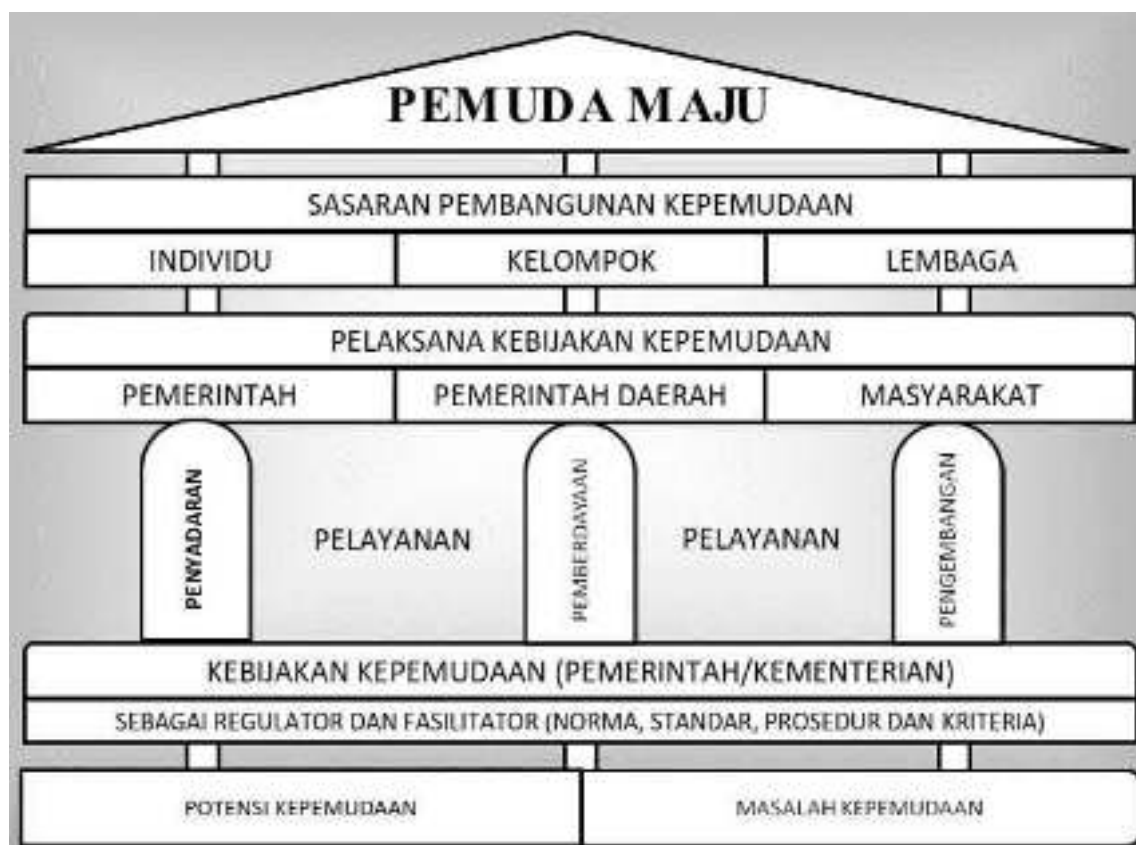 PEMUDA MAJU
SASARAN PEMBANGUNAN KEPEMUDAAN
INDIVIDU
KELOMPOK
LEMBAGA
PELAKSANA KEBIJAKAN KEPEMUDAAN
PEMERINTAH
PEMERINTAH DAERAH
MASYARAKAT
PENYADARAN
PELAYANAN
PEMBERDAYAAN
PELAYANAN
PENGEMBANGAN
KEBIJAKAN KEPEMUDAAN (PEMERINTAH/KEMENTERIAN)
SEBAGAI REGULATOR DAN FASILITATOR (NORMA, STANDAR, PROSEDUR DAN KRITERIA)
POTENSI KEPEMUDAAN
MASALAH KEPEMUDAAN